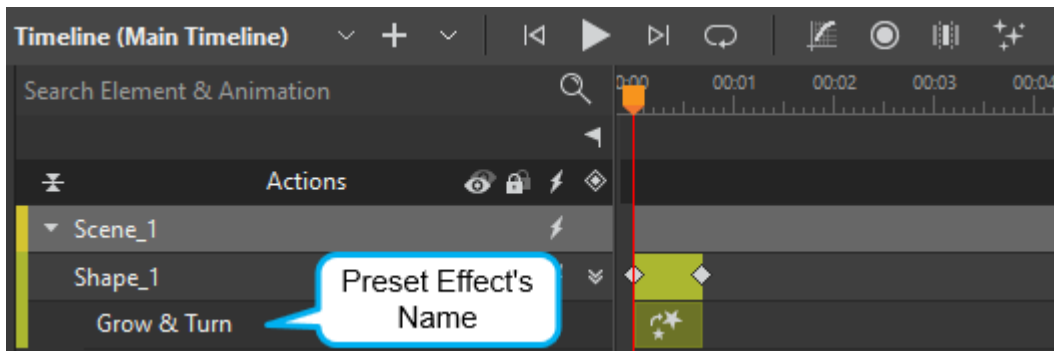 Timeline (Main Timeline)
Search Element & Animation
0:00 00:01 00:02 00:03 00:04
Actions
Scene_1
Shape_1
Preset Effect's
Name
Grow & Turn